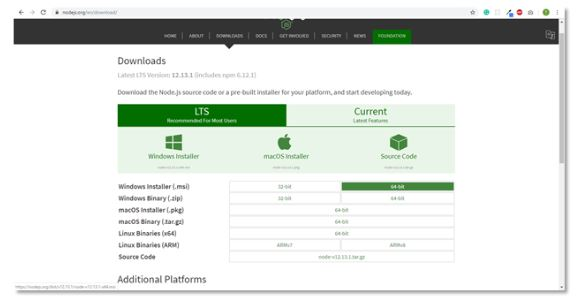 nodejs.org/en/download/
HOME | ABOUT | DOWNLOADS | DOCS | GET INVOLVED | SECURITY | NEWS | FOUNDATION
Downloads
Latest LTS Version: 12.13.1 (includes npm 6.12.1)
Download the Node.js source code or a pre-built installer for your platform, and start developing today.
LTS Current
Recommended For Most Users Latest Features
Windows Installer macOS Installer Source Code
Windows Installer (.msi) 32-bit 64-bit
Windows Binary (.zip) 32-bit 64-bit
macOS Installer (.pkg) 64-bit
macOS Binary (.tar.gz) 64-bit
Linux Binaries (x64) 64-bit
Linux Binaries (ARM) ARMv7 ARMv8
Source Code node-v12.13.1.tar.gz
Additional Platforms
https://nodejs.org/dist/v12.13.1/node-v12.13.1-x64.msi